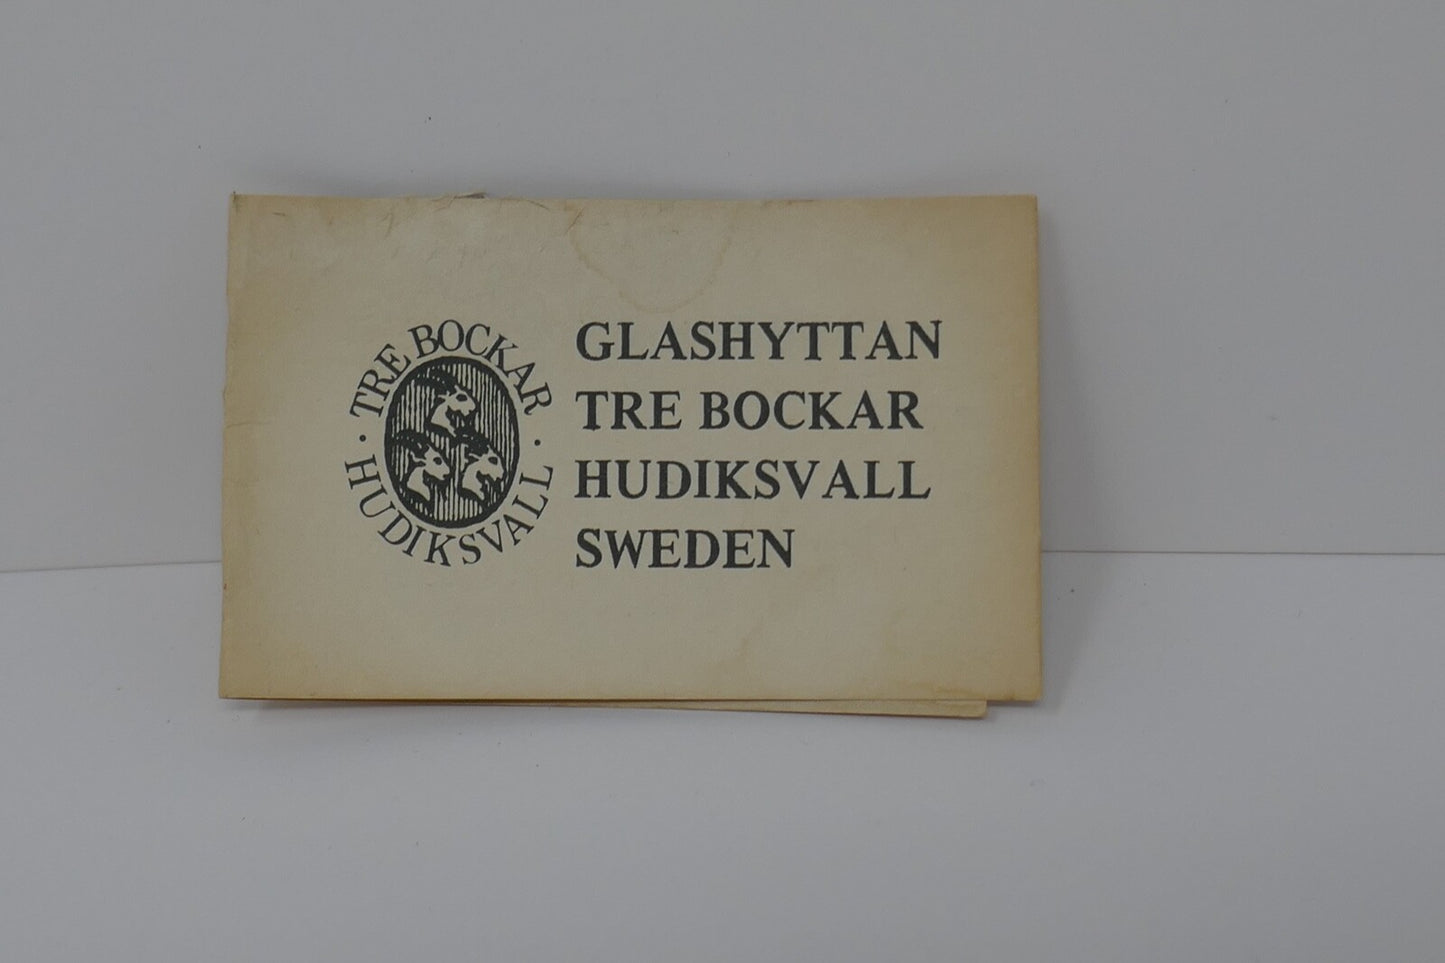 · TRE BOCKAR ·
HUDIKSVALL
GLASHYTTAN
TRE BOCKAR
HUDIKSVALL
SWEDEN